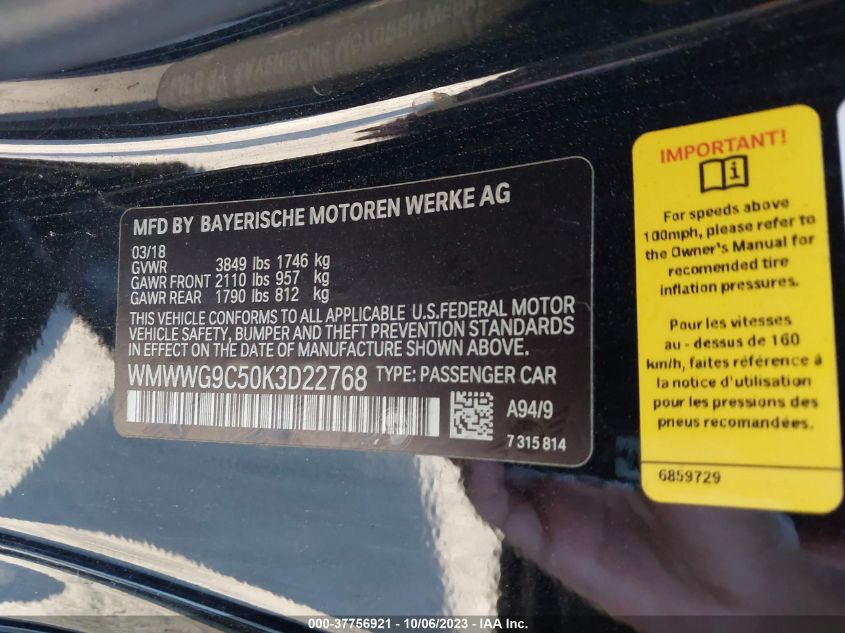 MFD BY BAYERISCHE MOTOREN WERKE AG
03/18
GVWR 3849 lbs 1746 kg
GAWR FRONT 2110 lbs 957 kg
GAWR REAR 1790 lbs 812 kg
THIS VEHICLE CONFORMS TO ALL APPLICABLE U.S.FEDERAL MOTOR
VEHICLE SAFETY, BUMPER AND THEFT PREVENTION STANDARDS
IN EFFECT ON THE DATE OF MANUFACTURE SHOWN ABOVE.
WMWWG9C50K3D22768 TYPE: PASSENGER CAR
A94/9
7 315 814
IMPORTANT!
For speeds above
100mph, please refer to
the Owner's Manual for
recomended tire
inflation pressures.
Pour les vitesses
au - dessus de 160
km/h, faites référence à
la notice d'utilisation
pour les pressions des
pneus recomandées.
6859729
000-37756921 - 10/06/2023 - IAA Inc.